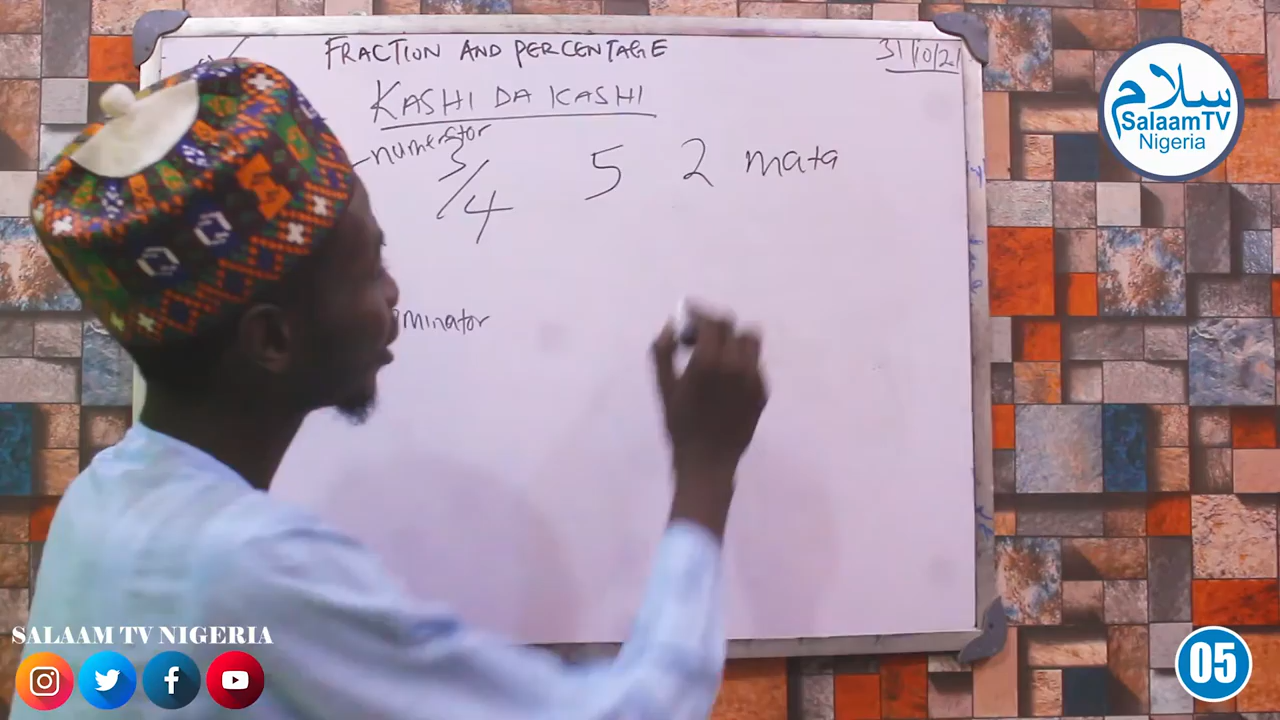 FRACTION AND PERCENTAGE
31/10/21
KASHI DA KASHI
numerator
3/4 5 2 mata
minator
سلام
SalaamTV
Nigeria
SALAAM TV NIGERIA
05